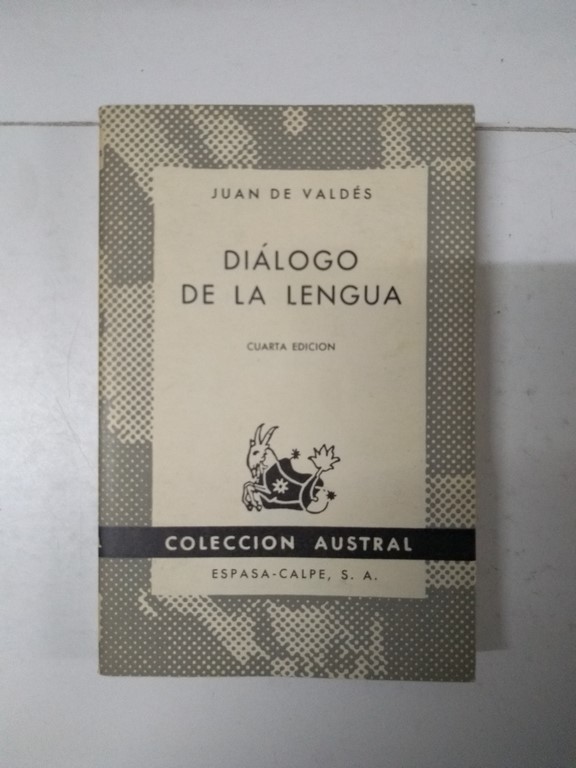 JUAN DE VALDÉS
DIÁLOGO
DE LA LENGUA
CUARTA EDICION
COLECCION AUSTRAL
ESPASA-CALPE, S. A.